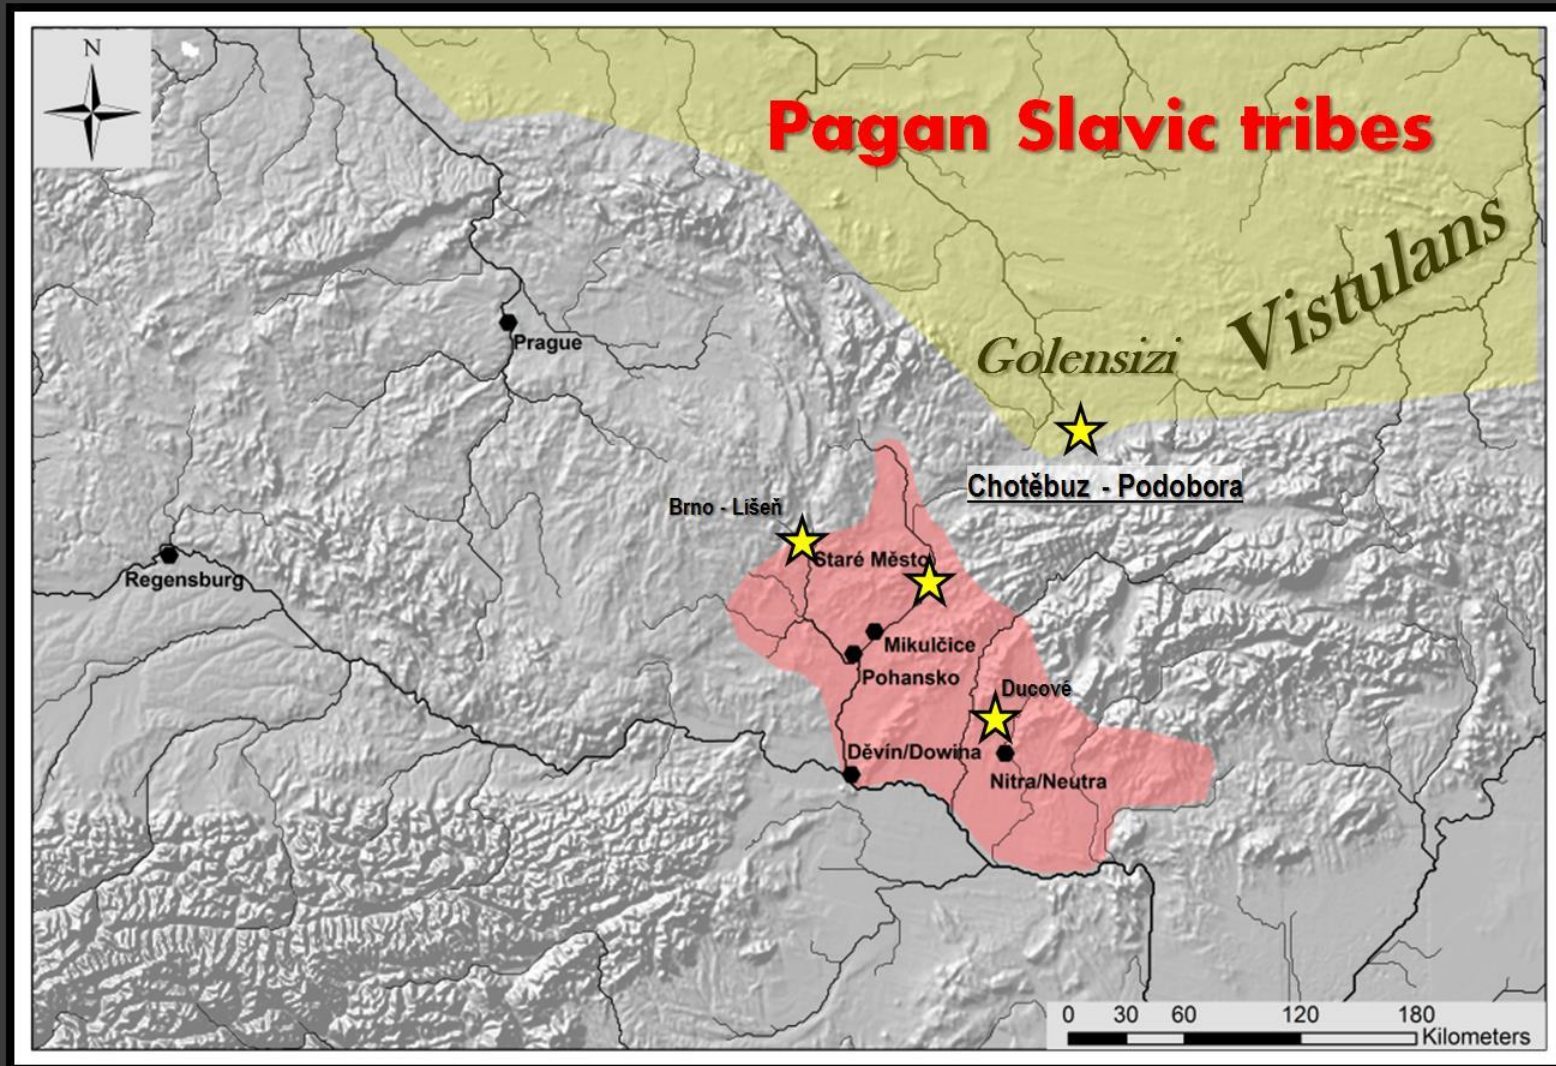 N
Pagan Slavic tribes
Vistulans
Golensizi
Prague
Chotěbuz - Podobora
Brno - Líšeň
Staré Město
Regensburg
Mikulčice
Pohansko
Ducové
Děvín/Dowina
Nitra/Neutra
0 30 60 120 180
Kilometers